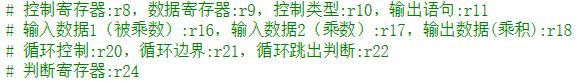 # 控制寄存器:r8，数据寄存器:r9，控制类型:r10，输出语句:r11
# 输入数据1（被乘数）:r16，输入数据2（乘数）:r17，输出数据(乘积):r18
# 循环控制:r20，循环边界:r21，循环跳出判断:r22
# 判断寄存器:r24